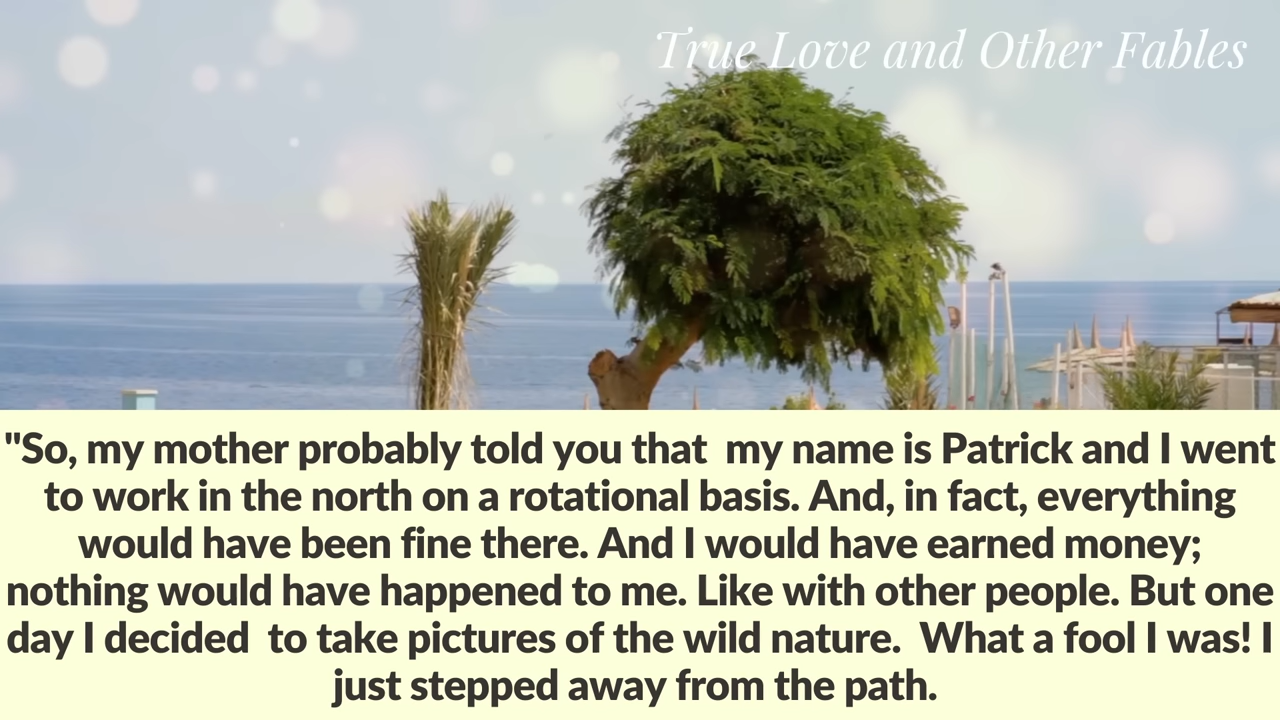 True Love and Other Fables
"So, my mother probably told you that  my name is Patrick and I went
to work in the north on a rotational basis. And, in fact, everything
would have been fine there. And I would have earned money;
nothing would have happened to me. Like with other people. But one
day I decided  to take pictures of the wild nature.  What a fool I was! I
just stepped away from the path.